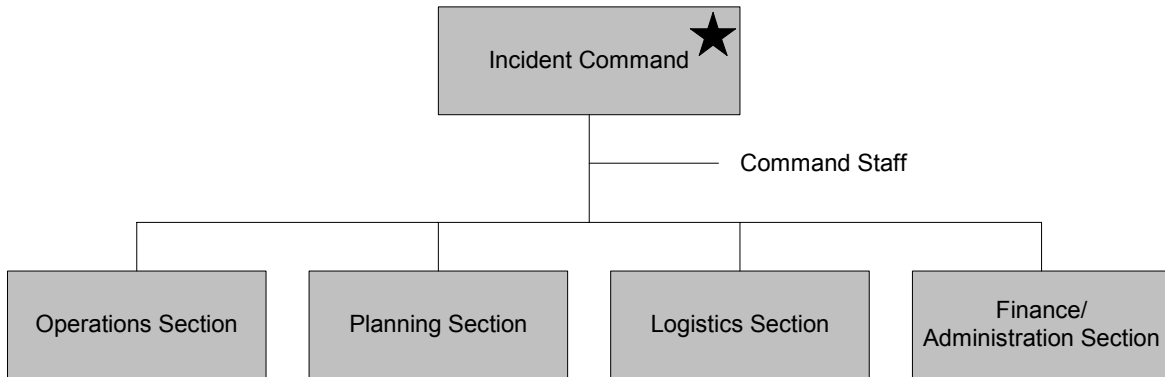 Incident Command
Command Staff
Operations Section
Planning Section
Logistics Section
Finance/
Administration Section